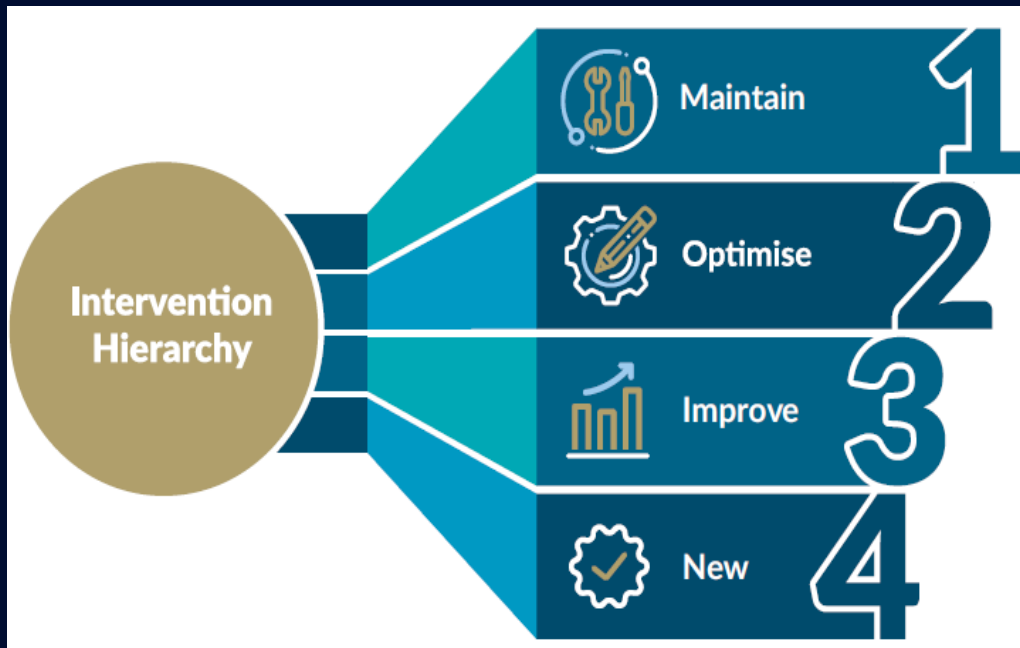 Intervention
Hierarchy
Maintain
1
Optimise
2
Improve
3
New
4